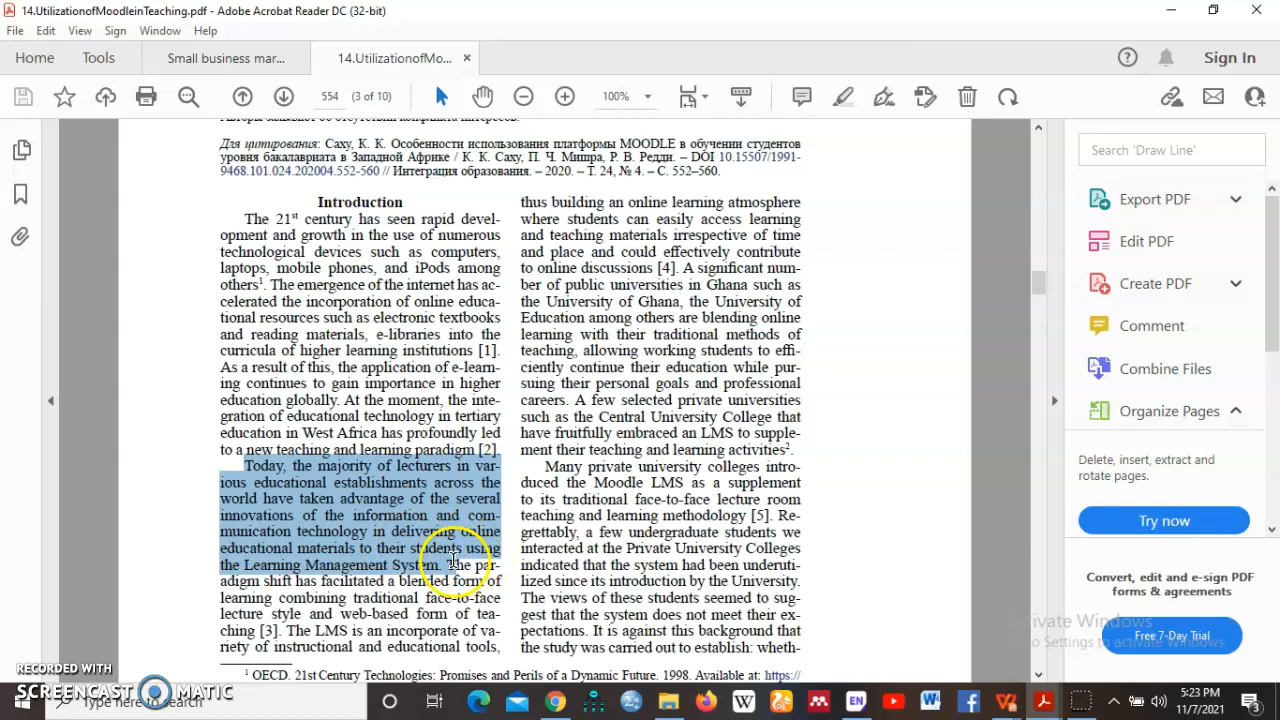 14.UtilizationofMoodleinTeaching.pdf - Adobe Acrobat Reader DC (32-bit)
File Edit View Sign Window Help
Home Tools Small business mar... 14.UtilizationofMo... × Sign In
554 (3 of 10) 100%
Для цитирования: Саху, К. К. Особенности использования платформы MOODLE в обучении студентов
уровня бакалавриата в Западной Африке / К. К. Саху, П. Ч. Мишра, Р. В. Редди. – DOI 10.15507/1991-
9468.101.024.202004.552-560 // Интеграция образования. – 2020. – Т. 24, № 4. – С. 552–560.
Introduction
The 21st century has seen rapid devel-
opment and growth in the use of numerous
technological devices such as computers,
laptops, mobile phones, and iPods among
others¹. The emergence of the internet has ac-
celerated the incorporation of online educa-
tional resources such as electronic textbooks
and reading materials, e-libraries into the
curricula of higher learning institutions [1].
As a result of this, the application of e-learn-
ing continues to gain importance in higher
education globally. At the moment, the inte-
gration of educational technology in tertiary
education in West Africa has profoundly led
to a new teaching and learning paradigm [2].
Today, the majority of lecturers in var-
ious educational establishments across the
world have taken advantage of the several
innovations of the information and com-
munication technology in delivering online
educational materials to their students using
the Learning Management System. The par-
adigm shift has facilitated a blended form of
learning combining traditional face-to-face
lecture style and web-based form of tea-
ching [3]. The LMS is an incorporate of va-
riety of instructional and educational tools,
¹ OECD. 21st Century Technologies: Promises and Perils of a Dynamic Future. 1998. Available at: https://
thus building an online learning atmosphere
where students can easily access learning
and teaching materials irrespective of time
and place and could effectively contribute
to online discussions [4]. A significant num-
ber of public universities in Ghana such as
the University of Ghana, the University of
Education among others are blending online
learning with their traditional methods of
teaching, allowing working students to effi-
ciently continue their education while pur-
suing their personal goals and professional
careers. A few selected private universities
such as the Central University College that
have fruitfully embraced an LMS to supple-
ment their teaching and learning activities².
Many private university colleges intro-
duced the Moodle LMS as a supplement
to its traditional face-to-face lecture room
teaching and learning methodology [5]. Re-
grettably, a few undergraduate students we
interacted at the Private University Colleges
indicated that the system had been underuti-
lized since its introduction by the University.
The views of these students seemed to sug-
gest that the system does not meet their ex-
pectations. It is against this background that
the study was carried out to establish: wheth-
Search 'Draw Line'
Export PDF
Edit PDF
Create PDF
Comment
Combine Files
Organize Pages
Delete, insert, extract and
rotate pages.
Try now
Convert, edit and e-sign PDF
forms & agreements
Free 7-Day Trial
Activate Windows
Go to Settings to activate Windows.
RECORDED WITH
SCREENCAST MATIC
Type here to search
EN
5:23 PM
11/7/2021
3